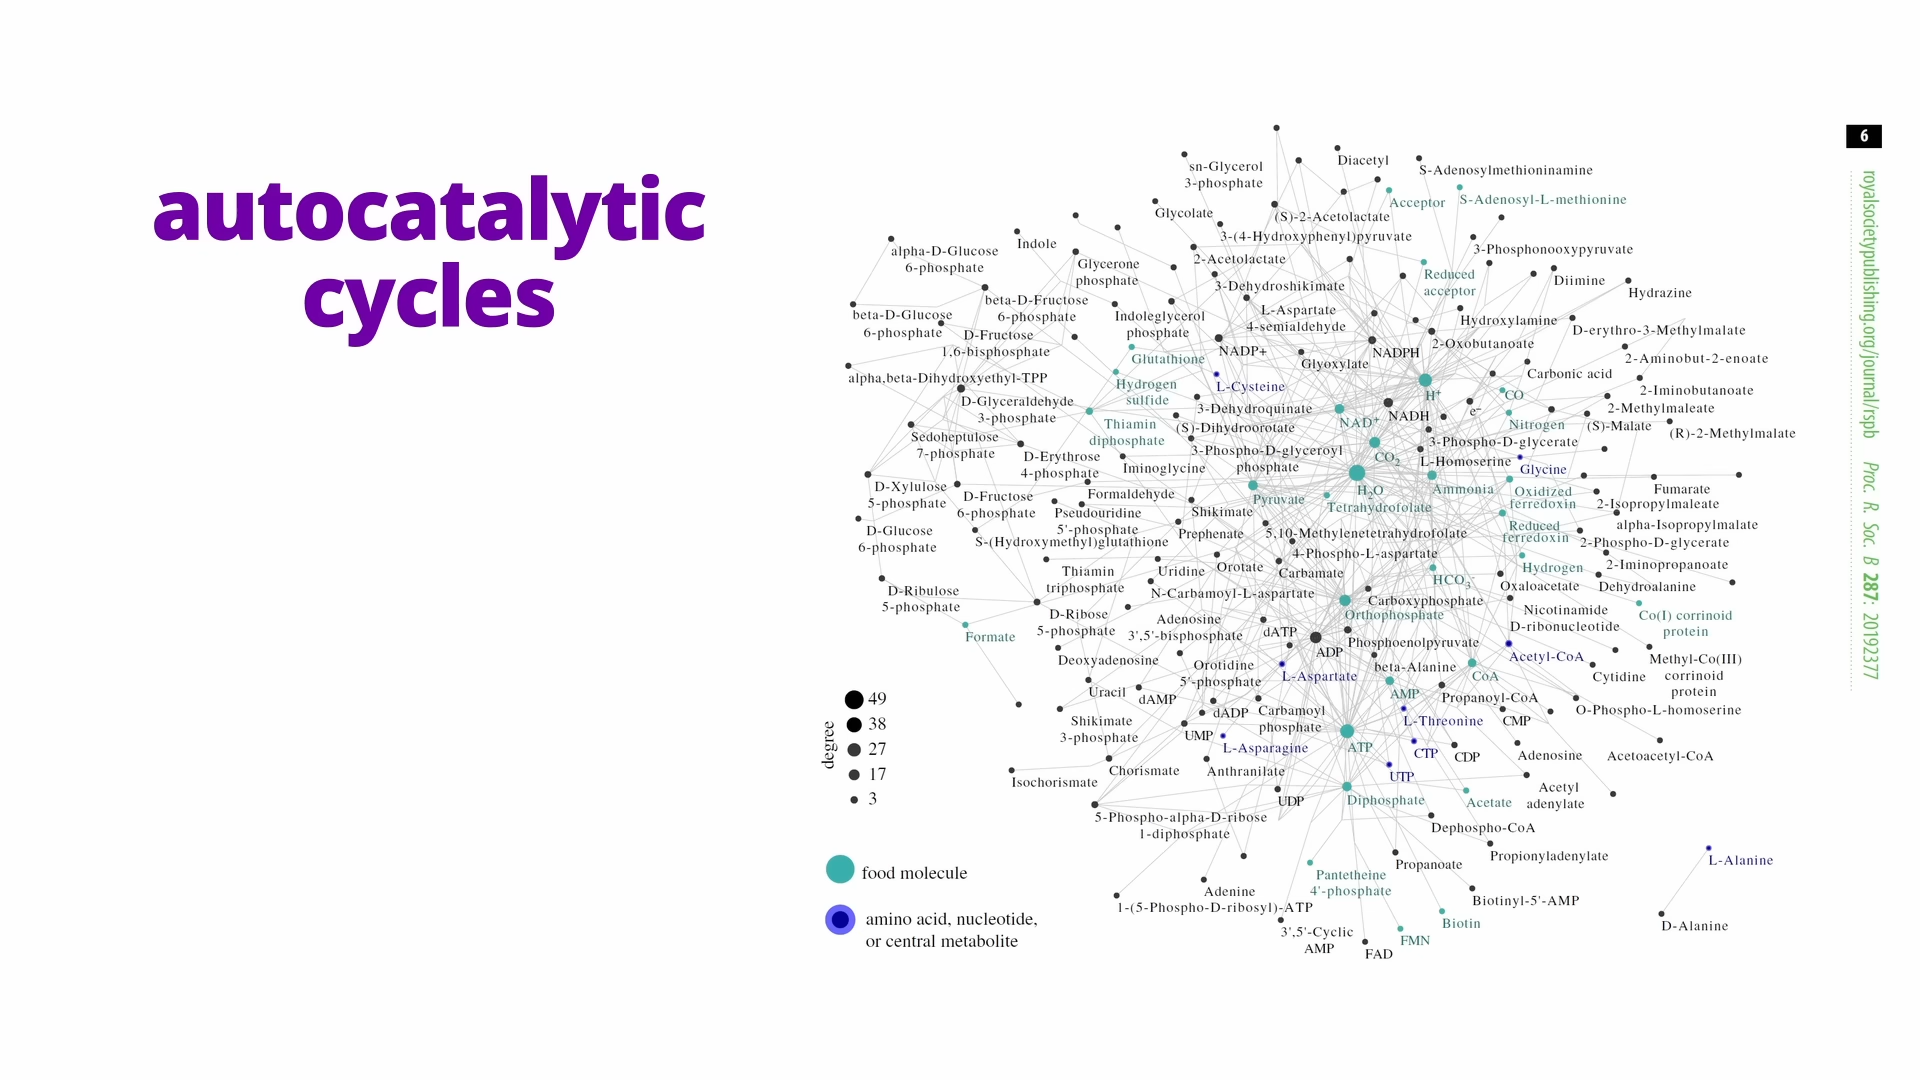 autocatalytic
cycles
6
royalsocietypublishing.org/journal/rspb Proc. R. Soc. B 287: 20192377
sn-Glycerol
3-phosphate
Diacetyl
S-Adenosylmethioninamine
Acceptor
S-Adenosyl-L-methionine
Glycolate
(S)-2-Acetolactate
3-(4-Hydroxyphenyl)pyruvate
Indole
alpha-D-Glucose
6-phosphate
Glycerone
phosphate
2-Acetolactate
3-Phosphonooxypyruvate
Reduced
acceptor
Diimine
Hydrazine
3-Dehydroshikimate
beta-D-Fructose
6-phosphate
beta-D-Glucose
6-phosphate
Indoleglycerol
phosphate
L-Aspartate
4-semialdehyde
Hydroxylamine
D-erythro-3-Methylmalate
D-Fructose
1,6-bisphosphate
NADP+
NADPH
2-Oxobutanoate
Glutathione
Glyoxylate
2-Aminobut-2-enoate
alpha,beta-Dihydroxyethyl-TPP
Hydrogen
sulfide
L-Cysteine
Carbonic acid
2-Iminobutanoate
H+
CO
D-Glyceraldehyde
3-phosphate
3-Dehydroquinate
NAD+
NADH
e-
2-Methylmaleate
Thiamin
diphosphate
(S)-Dihydroorotate
Nitrogen
(S)-Malate
(R)-2-Methylmalate
Sedoheptulose
7-phosphate
3-Phospho-D-glycerate
D-Erythrose
4-phosphate
Iminoglycine
3-Phospho-D-glyceroyl
phosphate
CO2
L-Homoserine
Glycine
D-Xylulose
5-phosphate
D-Fructose
6-phosphate
Formaldehyde
Pyruvate
H2O
Ammonia
Oxidized
ferredoxin
Fumarate
2-Isopropylmaleate
Tetrahydrofolate
Pseudouridine
5'-phosphate
Shikimate
D-Glucose
6-phosphate
S-(Hydroxymethyl)glutathione
Prephenate
5,10-Methylenetetrahydrofolate
Reduced
ferredoxin
alpha-Isopropylmalate
2-Phospho-D-glycerate
4-Phospho-L-aspartate
Thiamin
triphosphate
Uridine
Orotate
Carbamate
HCO3-
Hydrogen
2-Iminopropanoate
D-Ribulose
5-phosphate
N-Carbamoyl-L-aspartate
Carboxyphosphate
Oxaloacetate
Dehydroalanine
D-Ribose
5-phosphate
Adenosine
3',5'-bisphosphate
Orthophosphate
Nicotinamide
D-ribonucleotide
Co(I) corrinoid
protein
Formate
dATP
ADP
Phosphoenolpyruvate
Deoxyadenosine
Orotidine
5'-phosphate
L-Aspartate
beta-Alanine
CoA
Acetyl-CoA
Cytidine
Methyl-Co(III)
corrinoid
protein
Uracil
dAMP
AMP
Propanoyl-CoA
O-Phospho-L-homoserine
dADP
Carbamoyl
phosphate
L-Threonine
CMP
Shikimate
3-phosphate
UMP
L-Asparagine
ATP
CTP
CDP
Adenosine
Acetoacetyl-CoA
Isochorismate
Chorismate
Anthranilate
UTP
Acetyl
adenylate
UDP
Diphosphate
Acetate
5-Phospho-alpha-D-ribose
1-diphosphate
Dephospho-CoA
Propanoate
Propionyladenylate
L-Alanine
Adenine
Pantetheine
4'-phosphate
1-(5-Phospho-D-ribosyl)-ATP
Biotinyl-5'-AMP
Biotin
D-Alanine
3',5'-Cyclic
AMP
FMN
FAD
degree
49
38
27
17
3
food molecule
amino acid, nucleotide,
or central metabolite